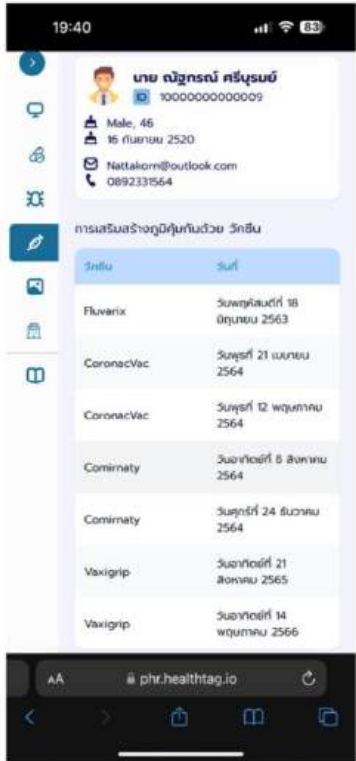 19:40
83
นาย ณัฐกรณ์ ศรีบุรมย์
ID 10000000000009
Male, 46
16 กันยายน 2520
Nattakorn@outlook.com
0892331564
การเสริมสร้างภูมิคุ้มกันด้วย วัคซีน
วัคซีน วันที่
Fluvarix
วันพฤหัสบดีที่ 18
มิถุนายน 2563
CoronacVac
วันพุธที่ 21 เมษายน
2564
CoronacVac
วันพุธที่ 12 พฤษภาคม
2564
Comirnaty
วันอาทิตย์ที่ 8 สิงหาคม
2564
Comirnaty
วันศุกร์ที่ 24 ธันวาคม
2564
Vaxigrip
วันอาทิตย์ที่ 21
สิงหาคม 2565
Vaxigrip
วันอาทิตย์ที่ 14
พฤษภาคม 2566
AA phr.healthtag.io